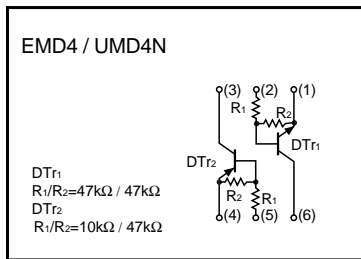 EMD4 / UMD4N
(3) (2) (1)
R1
R2
DTr1
DTr2
R2 R1
(4) (5) (6)
DTr1
R1/R2=47kΩ / 47kΩ
DTr2
R1/R2=10kΩ / 47kΩ